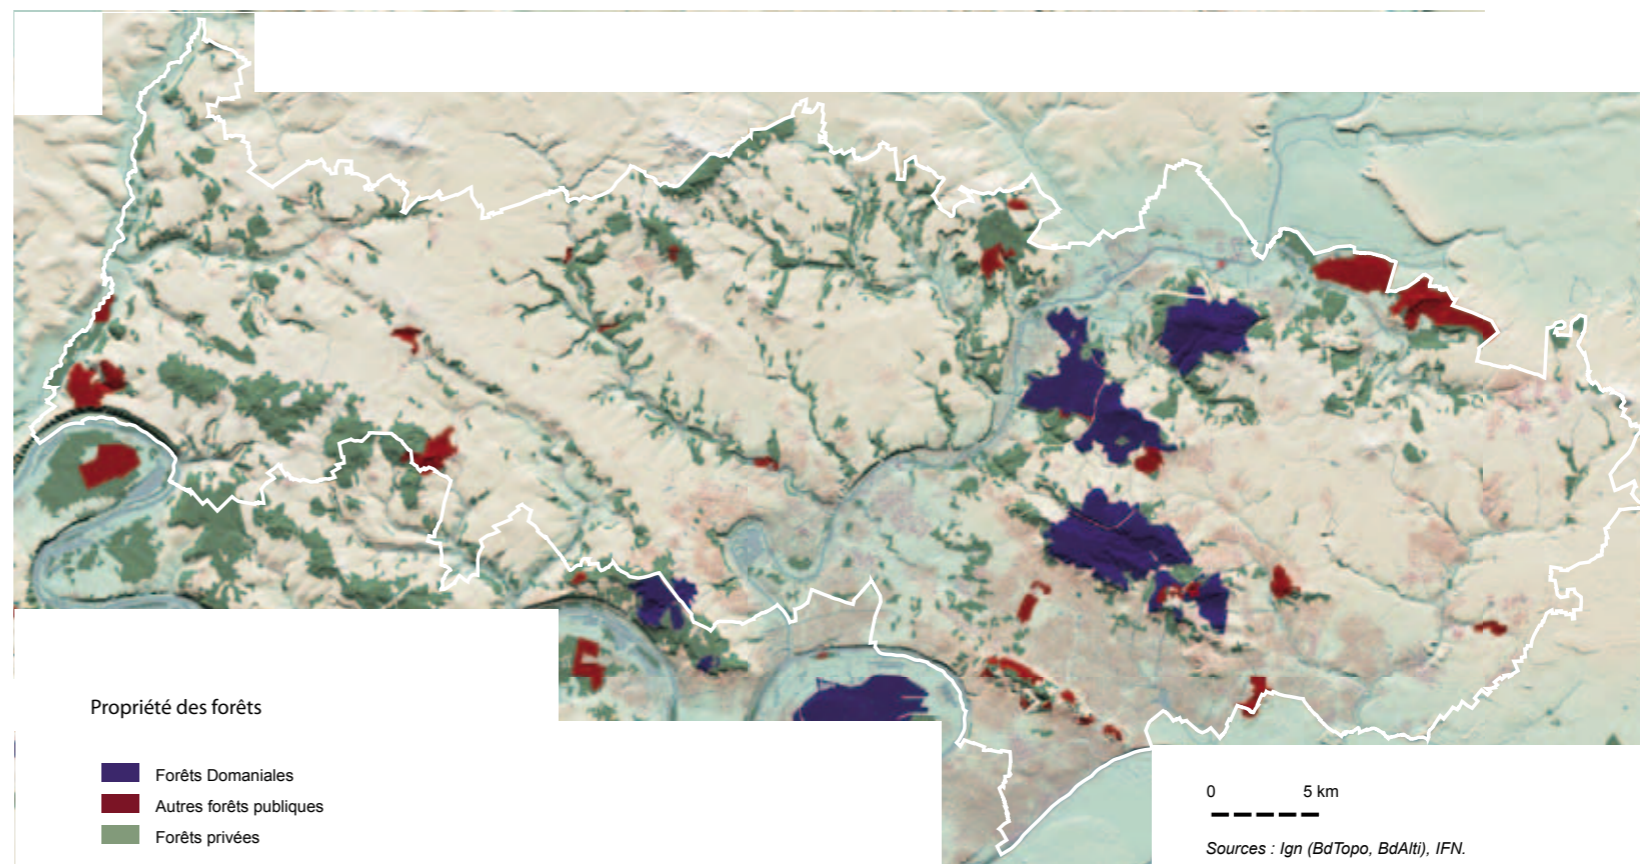 Propriété des forêts
Forêts Domaniales
Autres forêts publiques
Forêts privées
0 5 km
Sources : Ign (BdTopo, BdAlti), IFN.